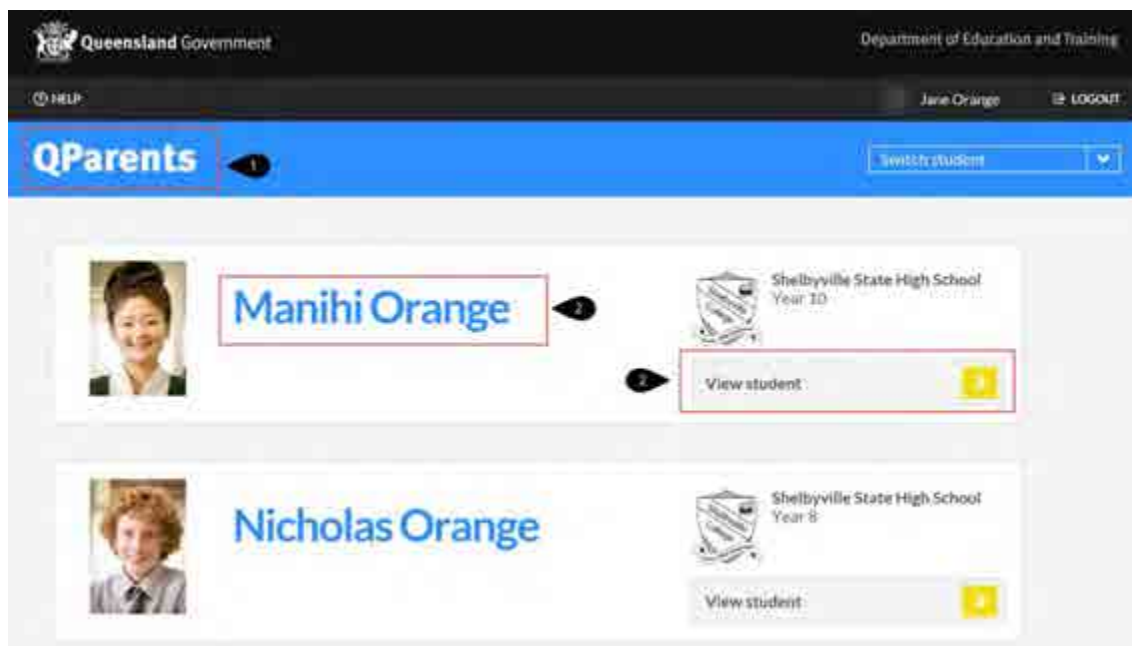 Queensland Government
Department of Education and Training
HELP
Jane Orange
LOGOUT
QParents
1
Switch student
Manihi Orange
2
Shelbyville State High School
Year 10
2
View student
Nicholas Orange
Shelbyville State High School
Year 8
View student